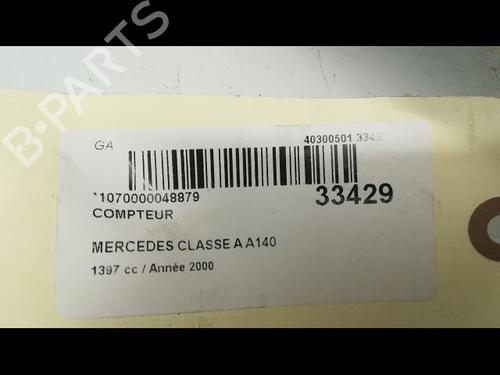 B-PARTS
GA
40300501 33429
*1070000048879
33429
COMPTEUR
MERCEDES CLASSE A A140
1397 cc / Année 2000